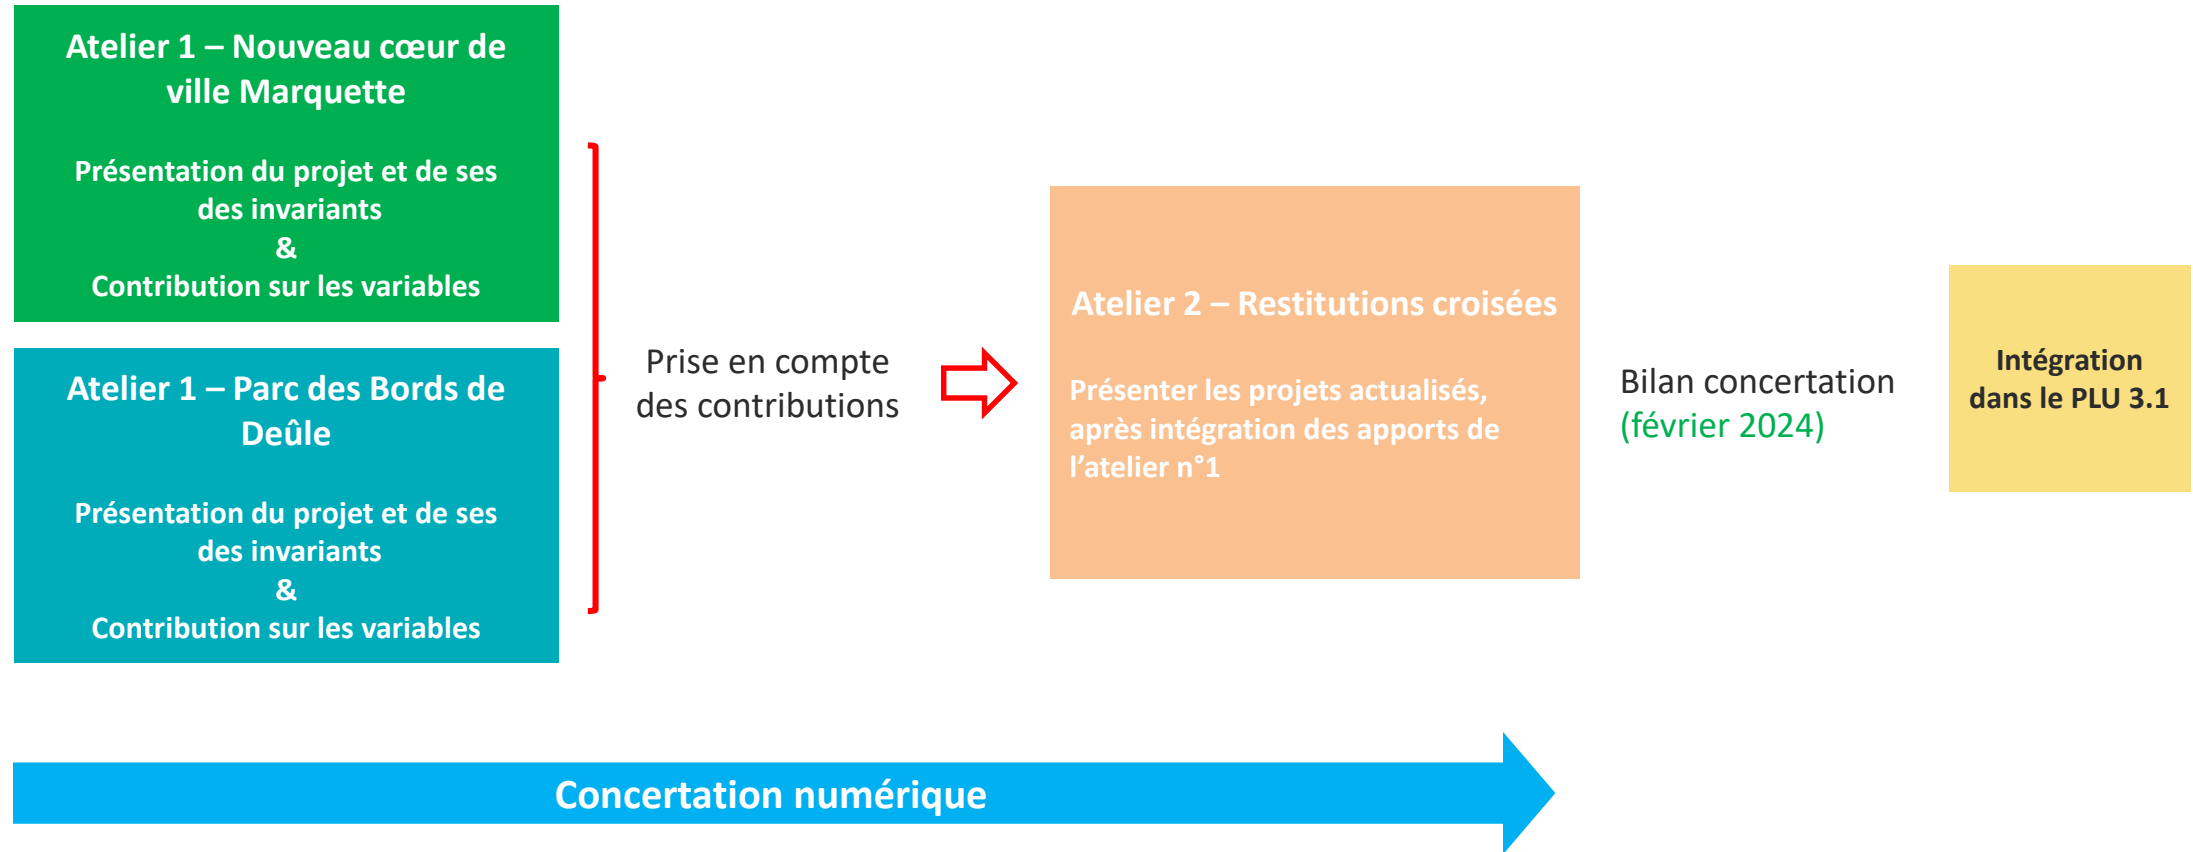 Atelier 1 – Nouveau cœur de
ville Marquette
Présentation du projet et de ses
des invariants
&
Contribution sur les variables
Atelier 1 – Parc des Bords de
Deûle
Présentation du projet et de ses
des invariants
&
Contribution sur les variables
Prise en compte
des contributions
Atelier 2 – Restitutions croisées
Présenter les projets actualisés,
après intégration des apports de
l’atelier n°1
Bilan concertation
(février 2024)
Intégration
dans le PLU 3.1
Concertation numérique